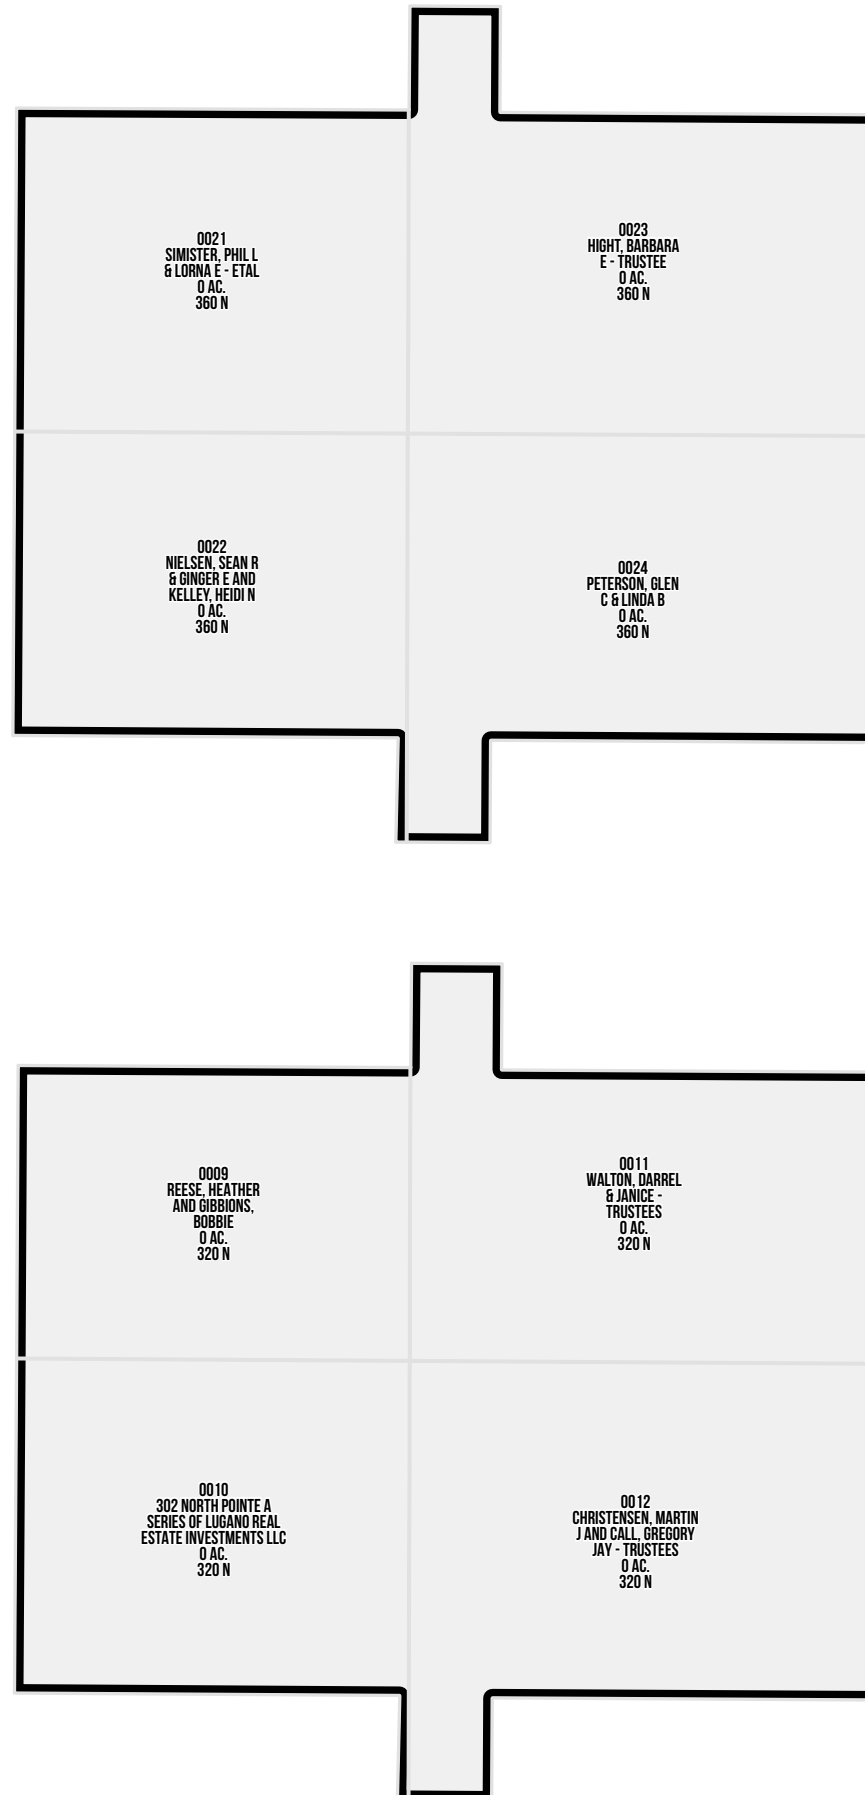 0021
SIMISTER, PHIL L
& LORNA E - ETAL
0 AC.
360 N
0023
HIGHT, BARBARA
E - TRUSTEE
0 AC.
360 N
0022
NIELSEN, SEAN R
& GINGER E AND
KELLEY, HEIDI N
0 AC.
360 N
0024
PETERSON, GLEN
C & LINDA B
0 AC.
360 N
0009
REESE, HEATHER
AND GIBBIONS,
BOBBIE
0 AC.
320 N
0011
WALTON, DARREL
& JANICE -
TRUSTEES
0 AC.
320 N
0010
302 NORTH POINTE A
SERIES OF LUGANO REAL
ESTATE INVESTMENTS LLC
0 AC.
320 N
0012
CHRISTENSEN, MARTIN
J AND CALL, GREGORY
JAY - TRUSTEES
0 AC.
320 N